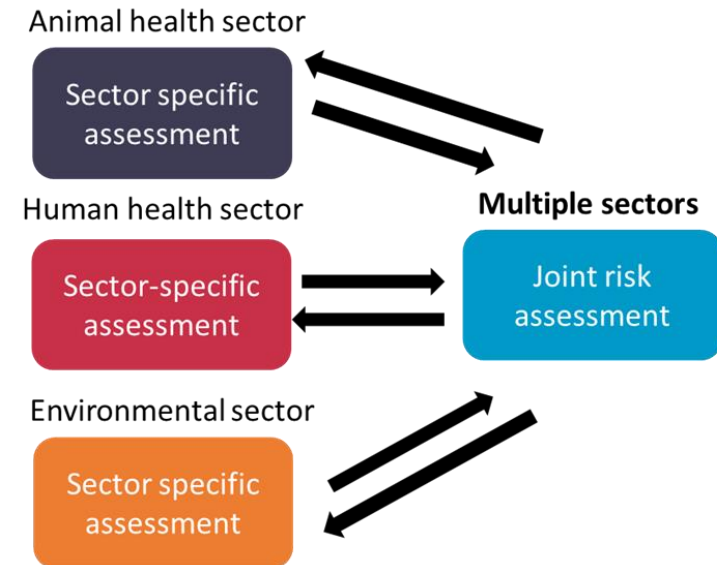 Animal health sector
Sector specific
assessment
Human health sector
Multiple sectors
Sector-specific
assessment
Joint risk
assessment
Environmental sector
Sector specific
assessment